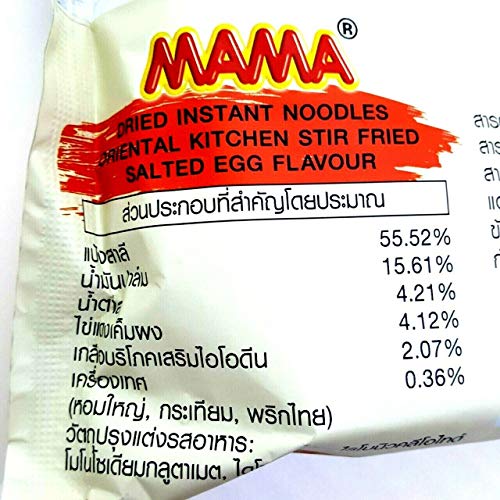 MAMA®
DRIED INSTANT NOODLES
ORIENTAL KITCHEN STIR FRIED
SALTED EGG FLAVOUR
ส่วนประกอบที่สำคัญโดยประมาณ
แป้งสาลี 55.52%
น้ำมันปาล์ม 15.61%
น้ำตาล 4.21%
ไข่แดงเค็มผง 4.12%
เกลือบริโภคเสริมไอโอดีน 2.07%
เครื่องเทศ 0.36%
(หอมใหญ่, กระเทียม, พริกไทย)
วัตถุปรุงแต่งรสอาหาร:
โมโนโซเดียมกลูตาเมต,